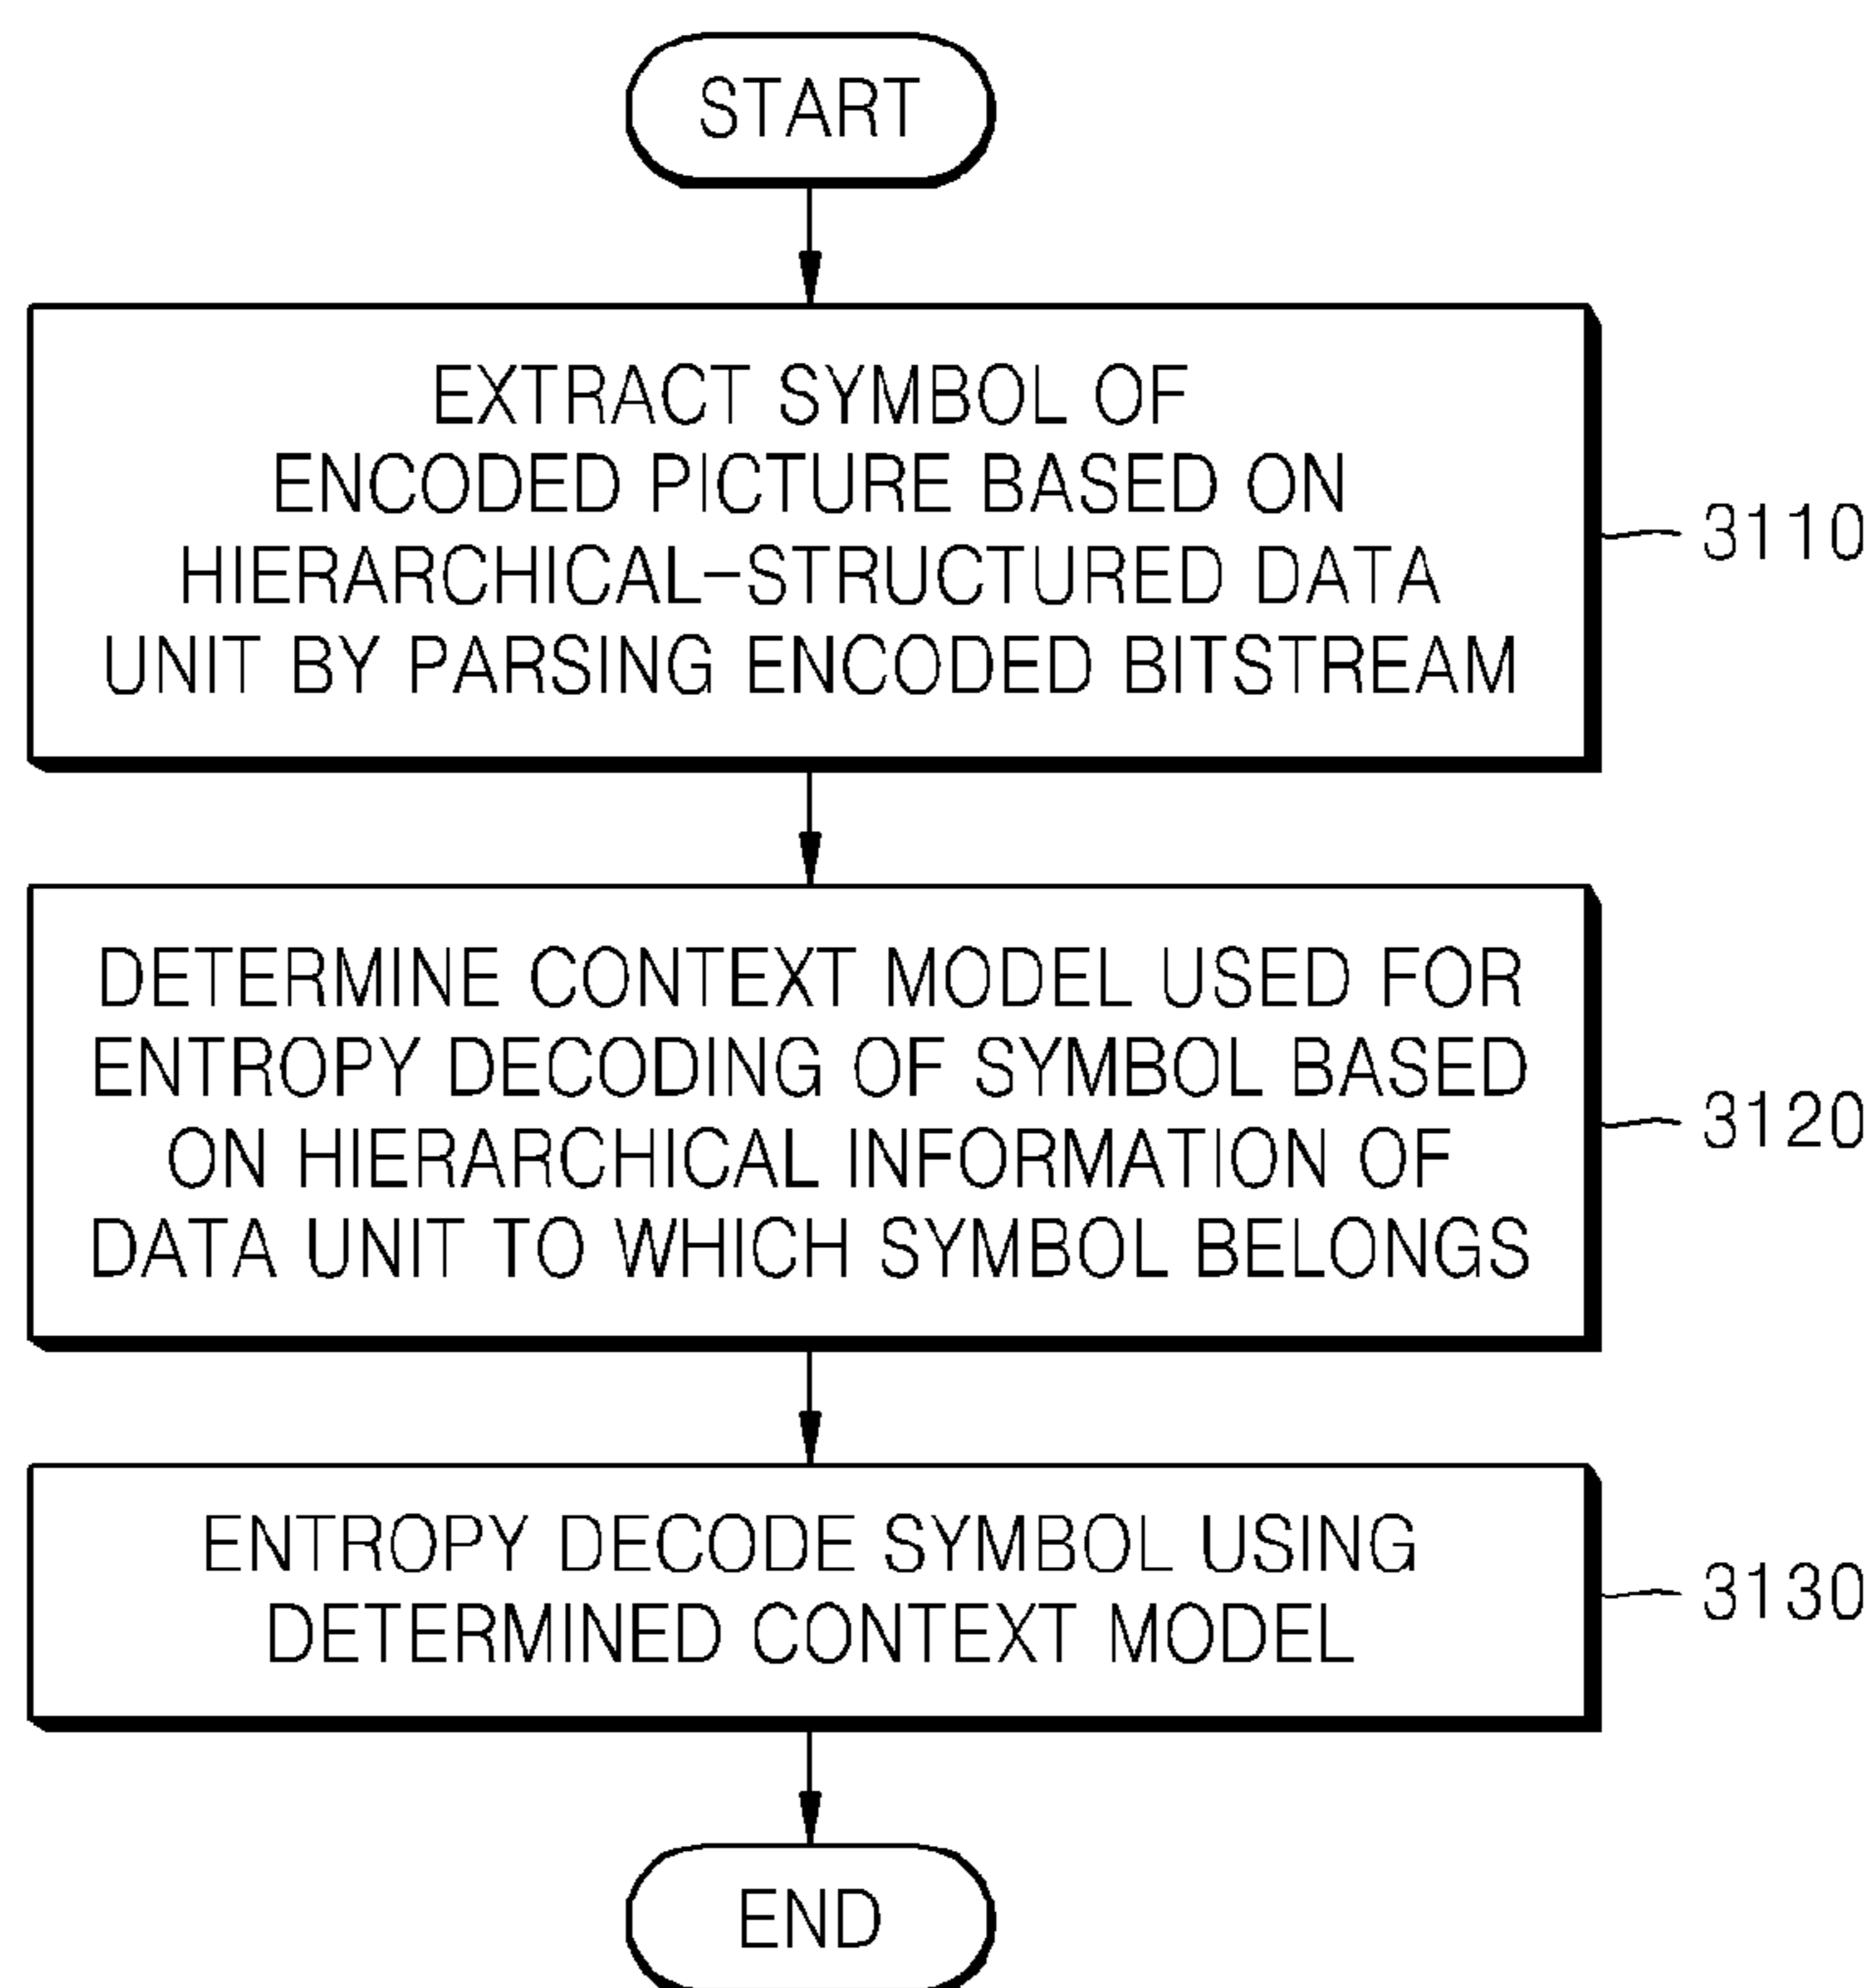 START
EXTRACT SYMBOL OF
ENCODED PICTURE BASED ON
HIERARCHICAL-STRUCTURED DATA
UNIT BY PARSING ENCODED BITSTREAM
3110
DETERMINE CONTEXT MODEL USED FOR
ENTROPY DECODING OF SYMBOL BASED
ON HIERARCHICAL INFORMATION OF
DATA UNIT TO WHICH SYMBOL BELONGS
3120
ENTROPY DECODE SYMBOL USING
DETERMINED CONTEXT MODEL
3130
END